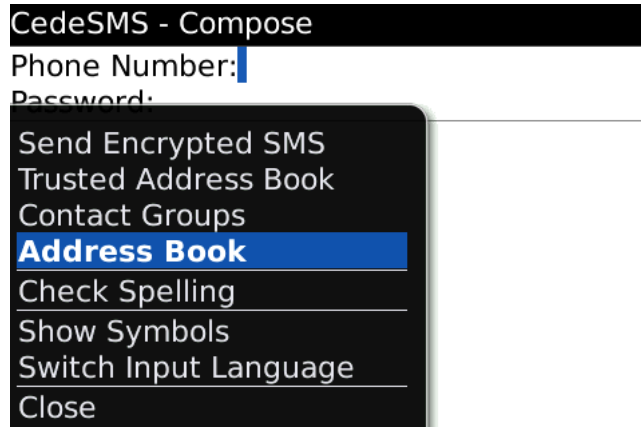 CedeSMS - Compose
Phone Number:
Password:
Send Encrypted SMS
Trusted Address Book
Contact Groups
Address Book
Check Spelling
Show Symbols
Switch Input Language
Close